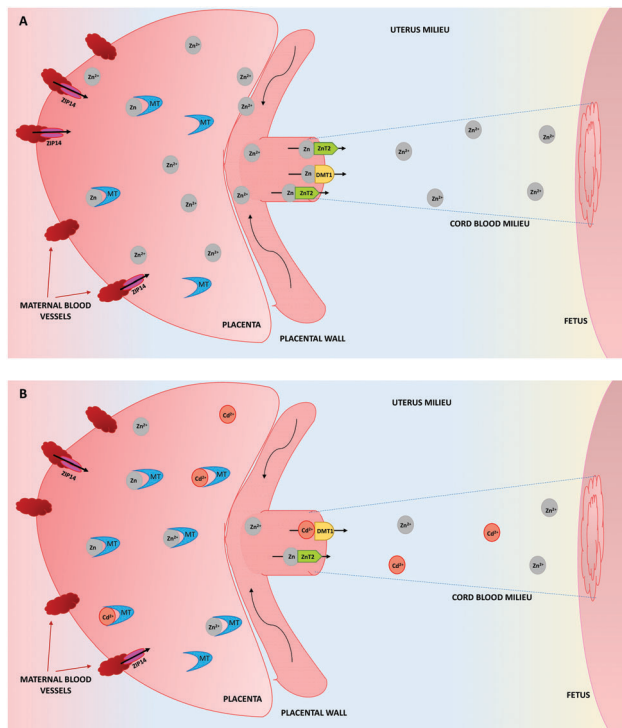 A
UTERUS MILIEU
Zn²⁺
Zn²⁺
Zn²⁺
ZIP14
Zn
MT
Zn²⁺
MT
ZIP14
Zn²⁺
Zn
ZnT2
Zn²⁺
Zn²⁺
Zn²⁺
Zn²⁺
Zn
DMT1
Zn
MT
Zn²⁺
Zn
ZnT2
Zn²⁺
Zn²⁺
Zn²⁺
CORD BLOOD MILIEU
Zn²⁺
Zn²⁺
ZIP14
MT
MATERNAL BLOOD
VESSELS
PLACENTA
PLACENTAL WALL
FETUS
B
UTERUS MILIEU
Cd²⁺
Zn²⁺
ZIP14
Zn
MT
Cd²⁺
MT
Zn²⁺
Cd²⁺
DMT1
Zn²⁺
Cd²⁺
Zn²⁺
Zn
MT
Zn²⁺
MT
Zn
ZnT2
Cd²⁺
Zn²⁺
Cd²⁺
MT
Zn²⁺
MT
CORD BLOOD MILIEU
ZIP14
MT
MATERNAL BLOOD
VESSELS
PLACENTA
PLACENTAL WALL
FETUS